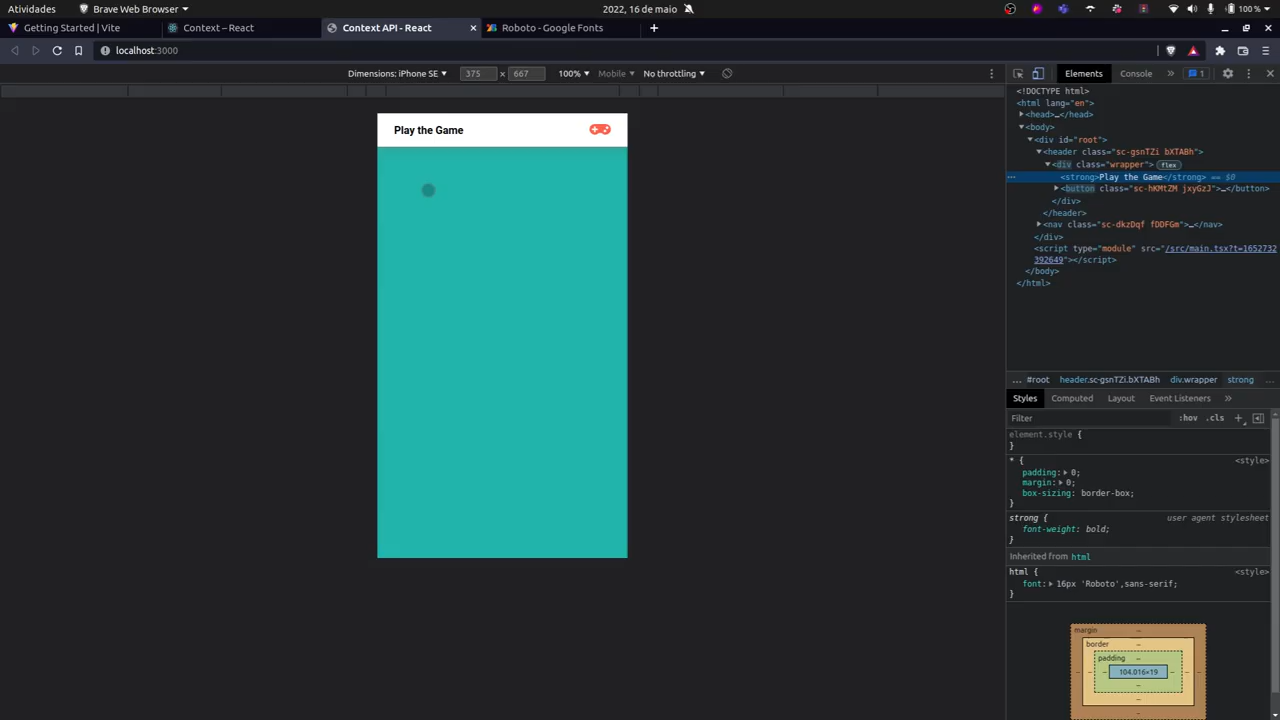 Atividades
Brave Web Browser
2022, 16 de maio
100 %
Getting Started | Vite
Context – React
Context API - React
Roboto - Google Fonts
localhost:3000
Dimensions: iPhone SE
375
x
667
100%
Mobile
No throttling
Elements
Console
1
Play the Game
<!DOCTYPE html>
<html lang="en">
<head>…</head>
<body>
<div id="root">
<header class="sc-gsnTZi bXTABh">
<div class="wrapper"> flex
<strong>Play the Game</strong> == $0
<button class="sc-hKMtZM jxyGzJ">…</button>
</div>
</header>
<nav class="sc-dkzDqf fDDFGm">…</nav>
</div>
<script type="module" src="/src/main.tsx?t=1652732
392649"></script>
</body>
</html>
… #root header.sc-gsnTZi.bXTABh div.wrapper strong …
Styles Computed Layout Event Listeners
Filter
:hov .cls
element.style {
}
* {
<style>
padding: 0;
margin: 0;
box-sizing: border-box;
}
strong {
user agent stylesheet
font-weight: bold;
}
Inherited from html
html {
<style>
font: 16px 'Roboto',sans-serif;
}
margin –
border –
padding –
– – – 104.016×19 – – –
–
–
–